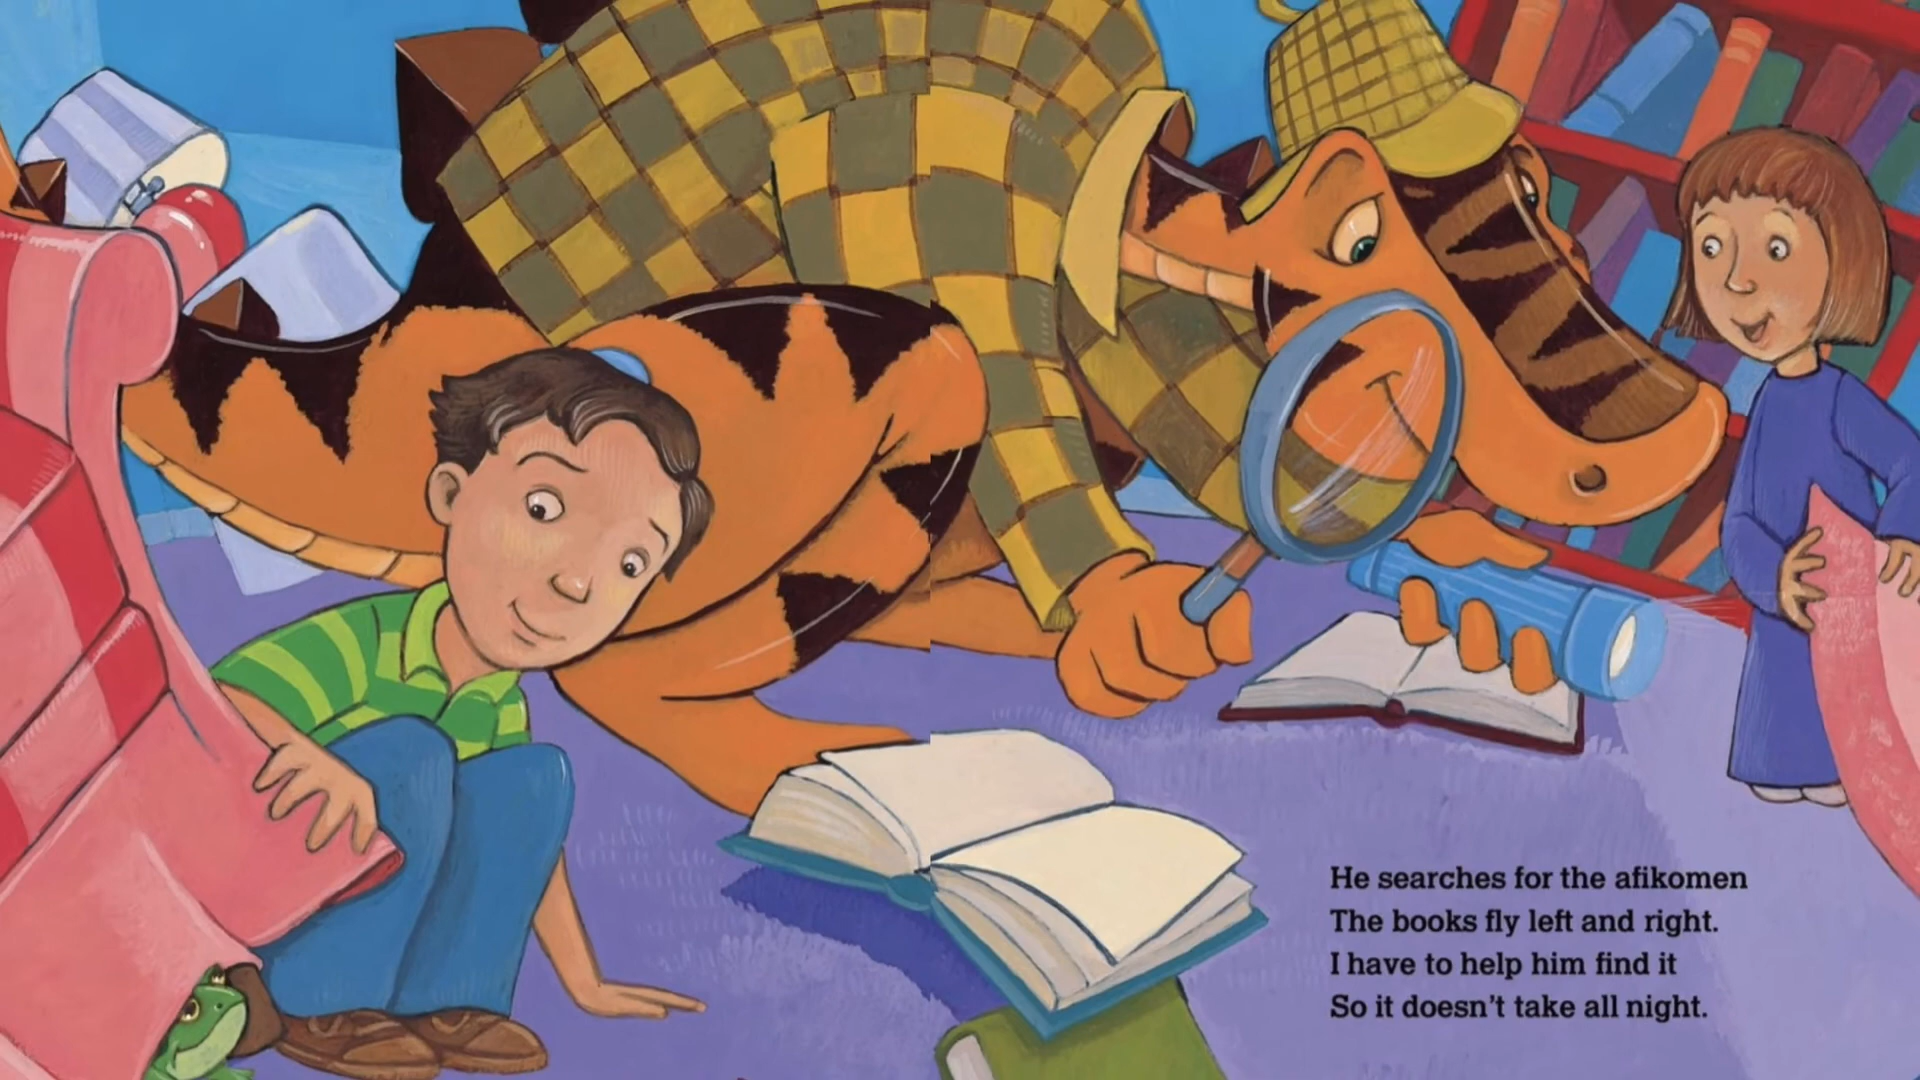 He searches for the afikomen
The books fly left and right.
I have to help him find it
So it doesn't take all night.